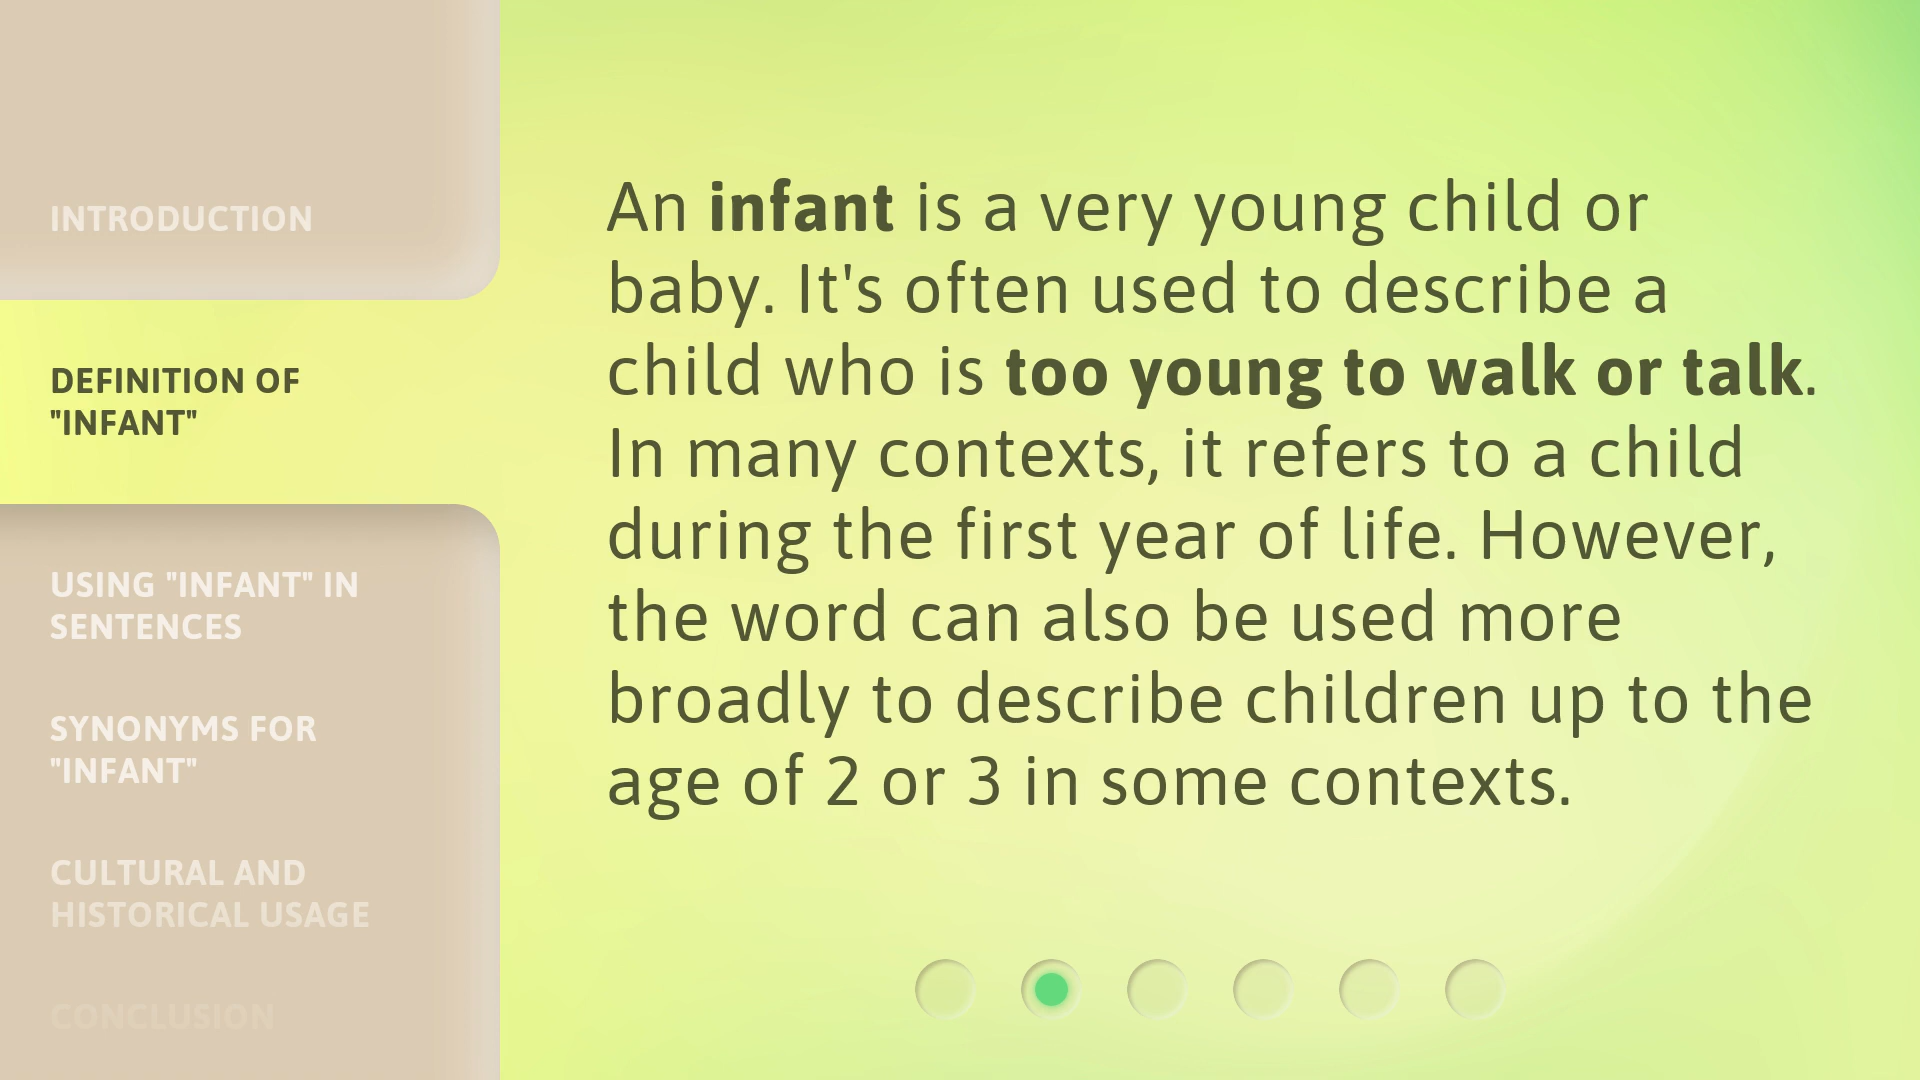 INTRODUCTION
DEFINITION OF
"INFANT"
USING "INFANT" IN
SENTENCES
SYNONYMS FOR
"INFANT"
CULTURAL AND
HISTORICAL USAGE
CONCLUSION
An infant is a very young child or
baby. It's often used to describe a
child who is too young to walk or talk.
In many contexts, it refers to a child
during the first year of life. However,
the word can also be used more
broadly to describe children up to the
age of 2 or 3 in some contexts.